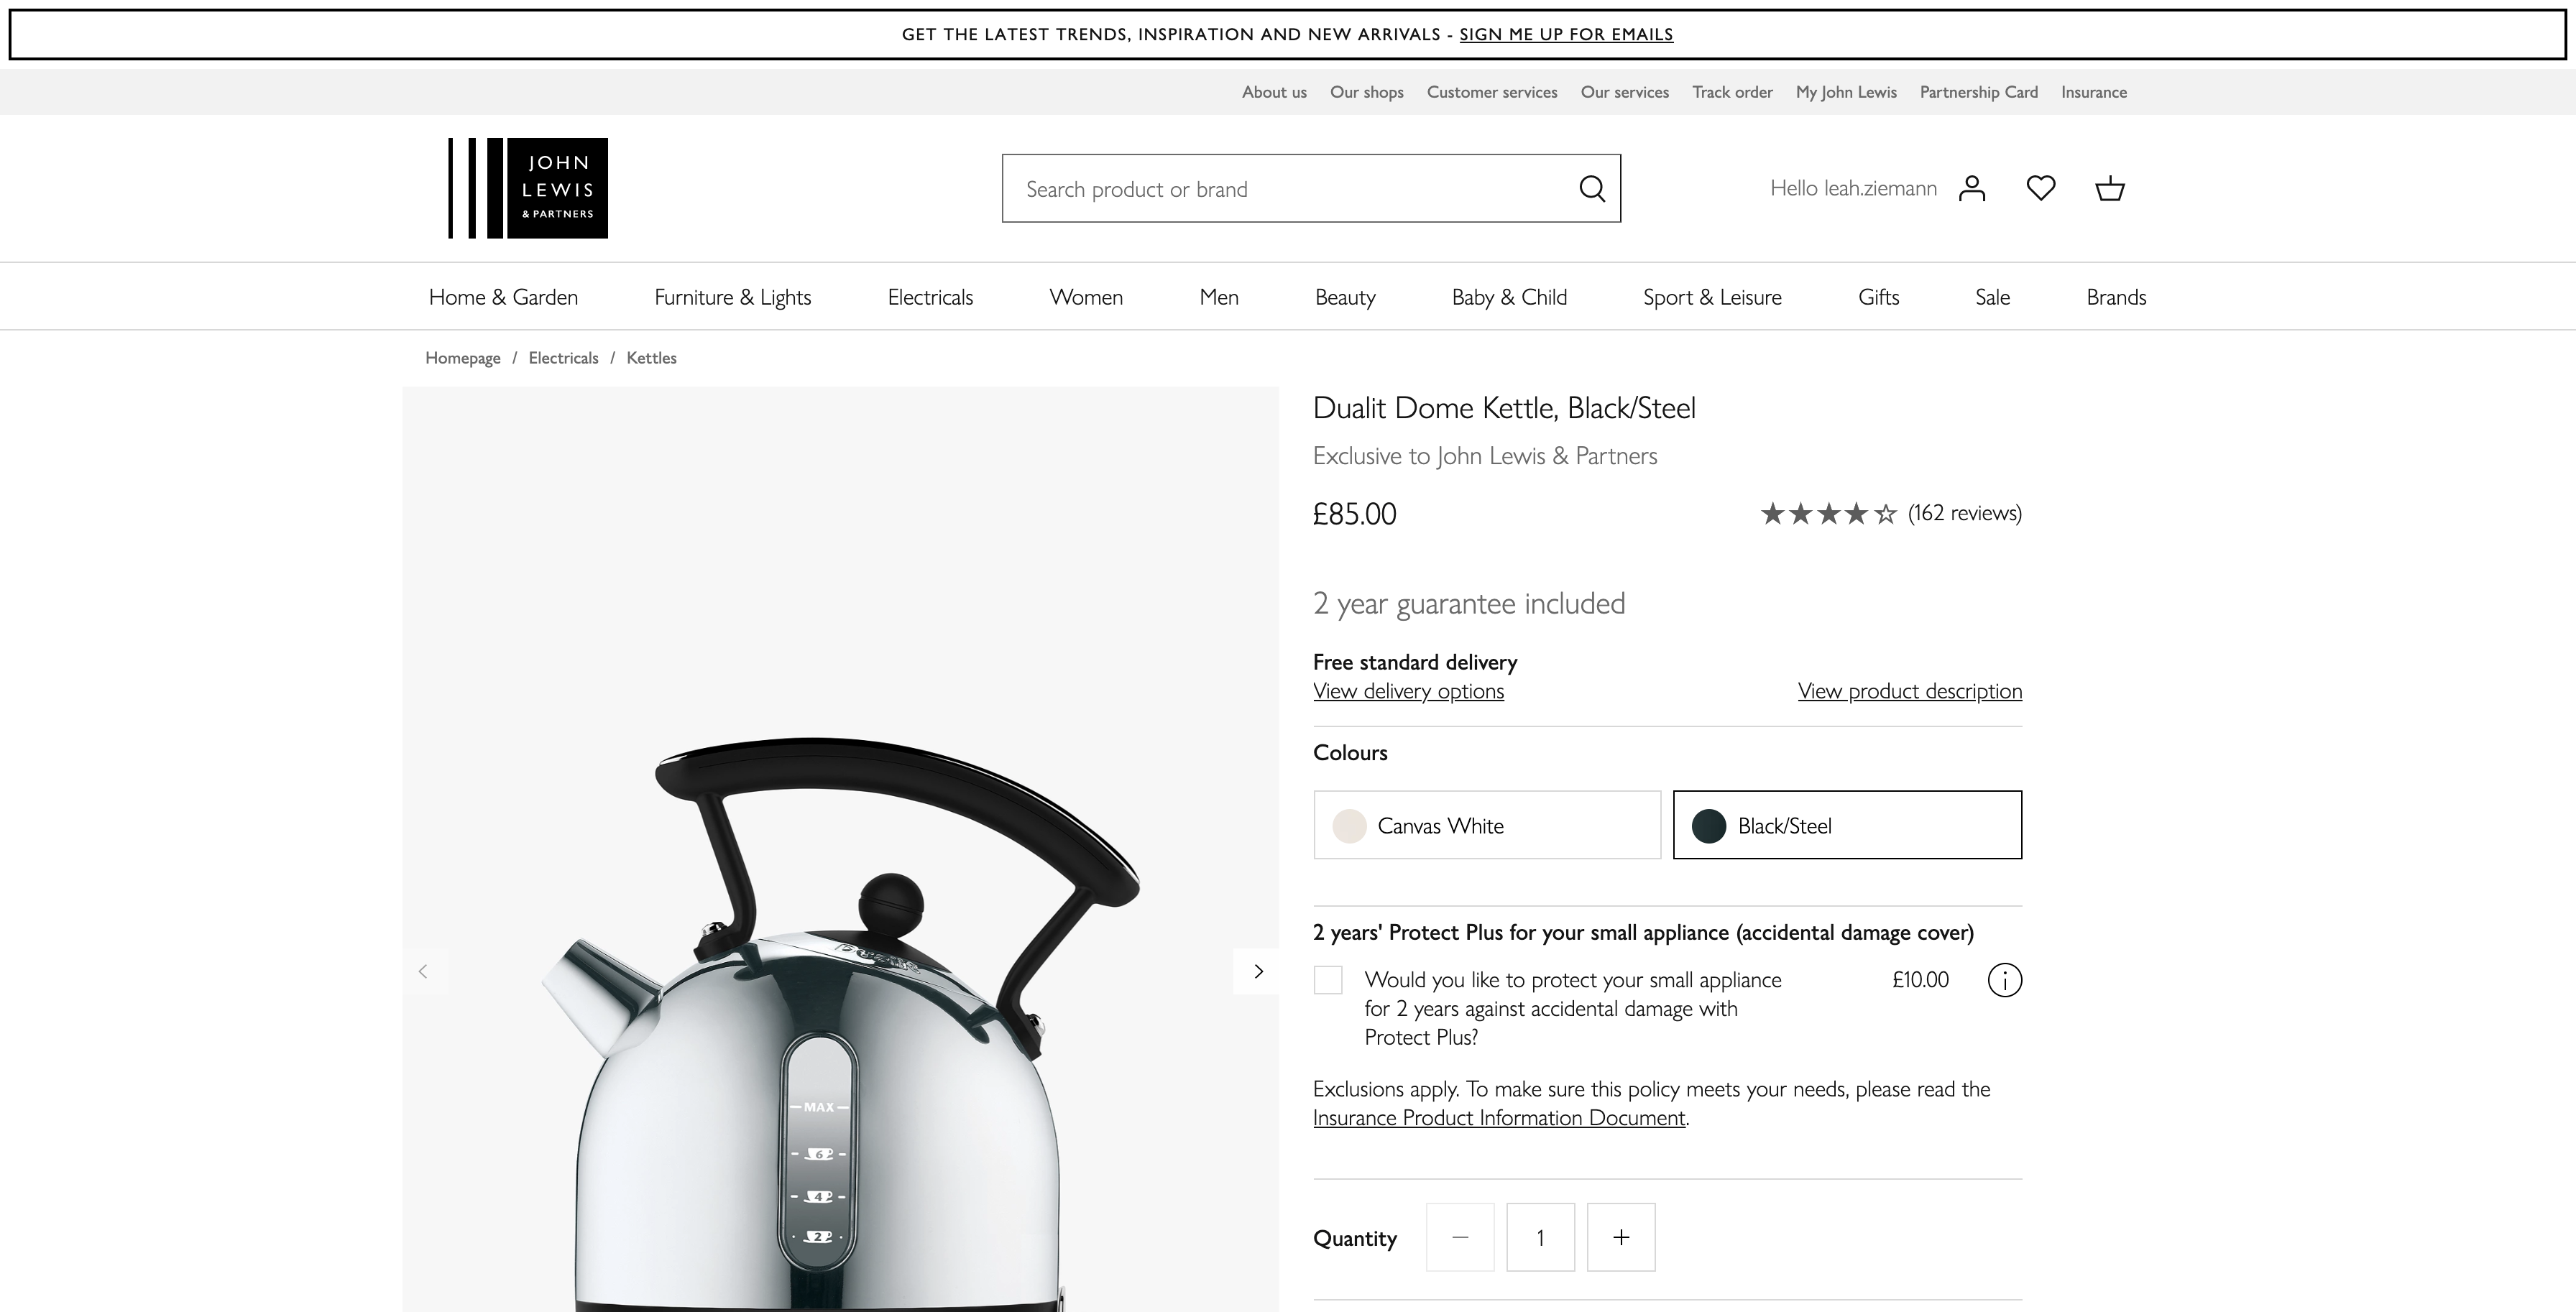 GET THE LATEST TRENDS, INSPIRATION AND NEW ARRIVALS - SIGN ME UP FOR EMAILS
About us Our shops Customer services Our services Track order My John Lewis Partnership Card Insurance
JOHN
LEWIS
& PARTNERS
Search product or brand
Hello leah.ziemann
Home & Garden Furniture & Lights Electricals Women Men Beauty Baby & Child Sport & Leisure Gifts Sale Brands
Homepage / Electricals / Kettles
Dualit Dome Kettle, Black/Steel
Exclusive to John Lewis & Partners
£85.00
(162 reviews)
2 year guarantee included
Free standard delivery
View delivery options
View product description
Colours
Canvas White
Black/Steel
2 years' Protect Plus for your small appliance (accidental damage cover)
Would you like to protect your small appliance
for 2 years against accidental damage with
Protect Plus?
£10.00
Exclusions apply. To make sure this policy meets your needs, please read the
Insurance Product Information Document.
Quantity
1
MAX
6
4
2